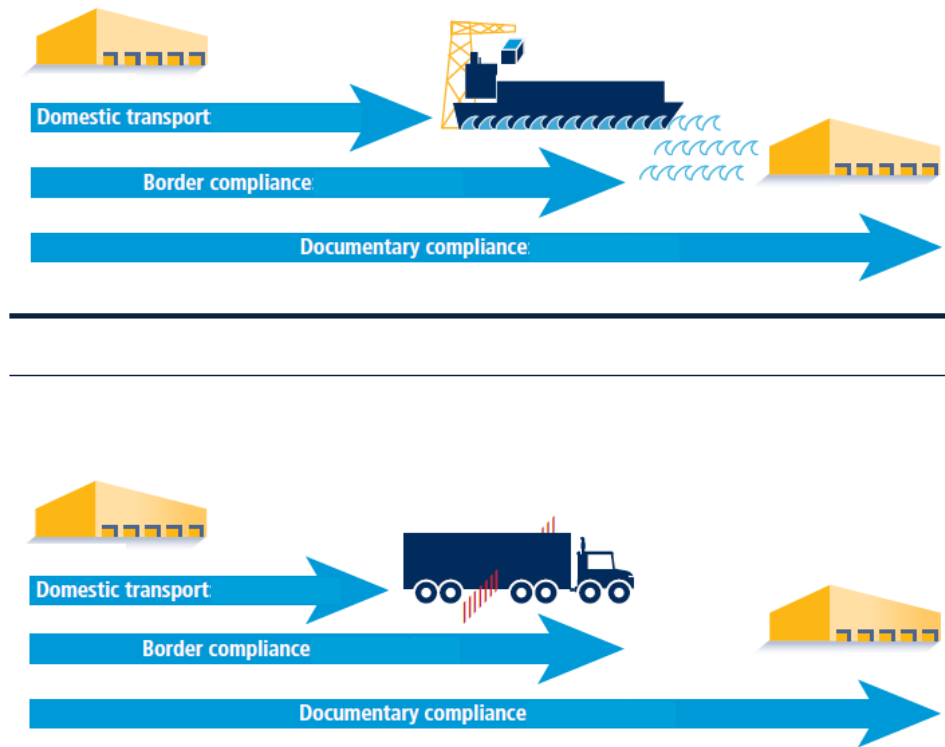 Domestic transport:
Border compliance:
Documentary compliance:
Domestic transport:
Border compliance
Documentary compliance